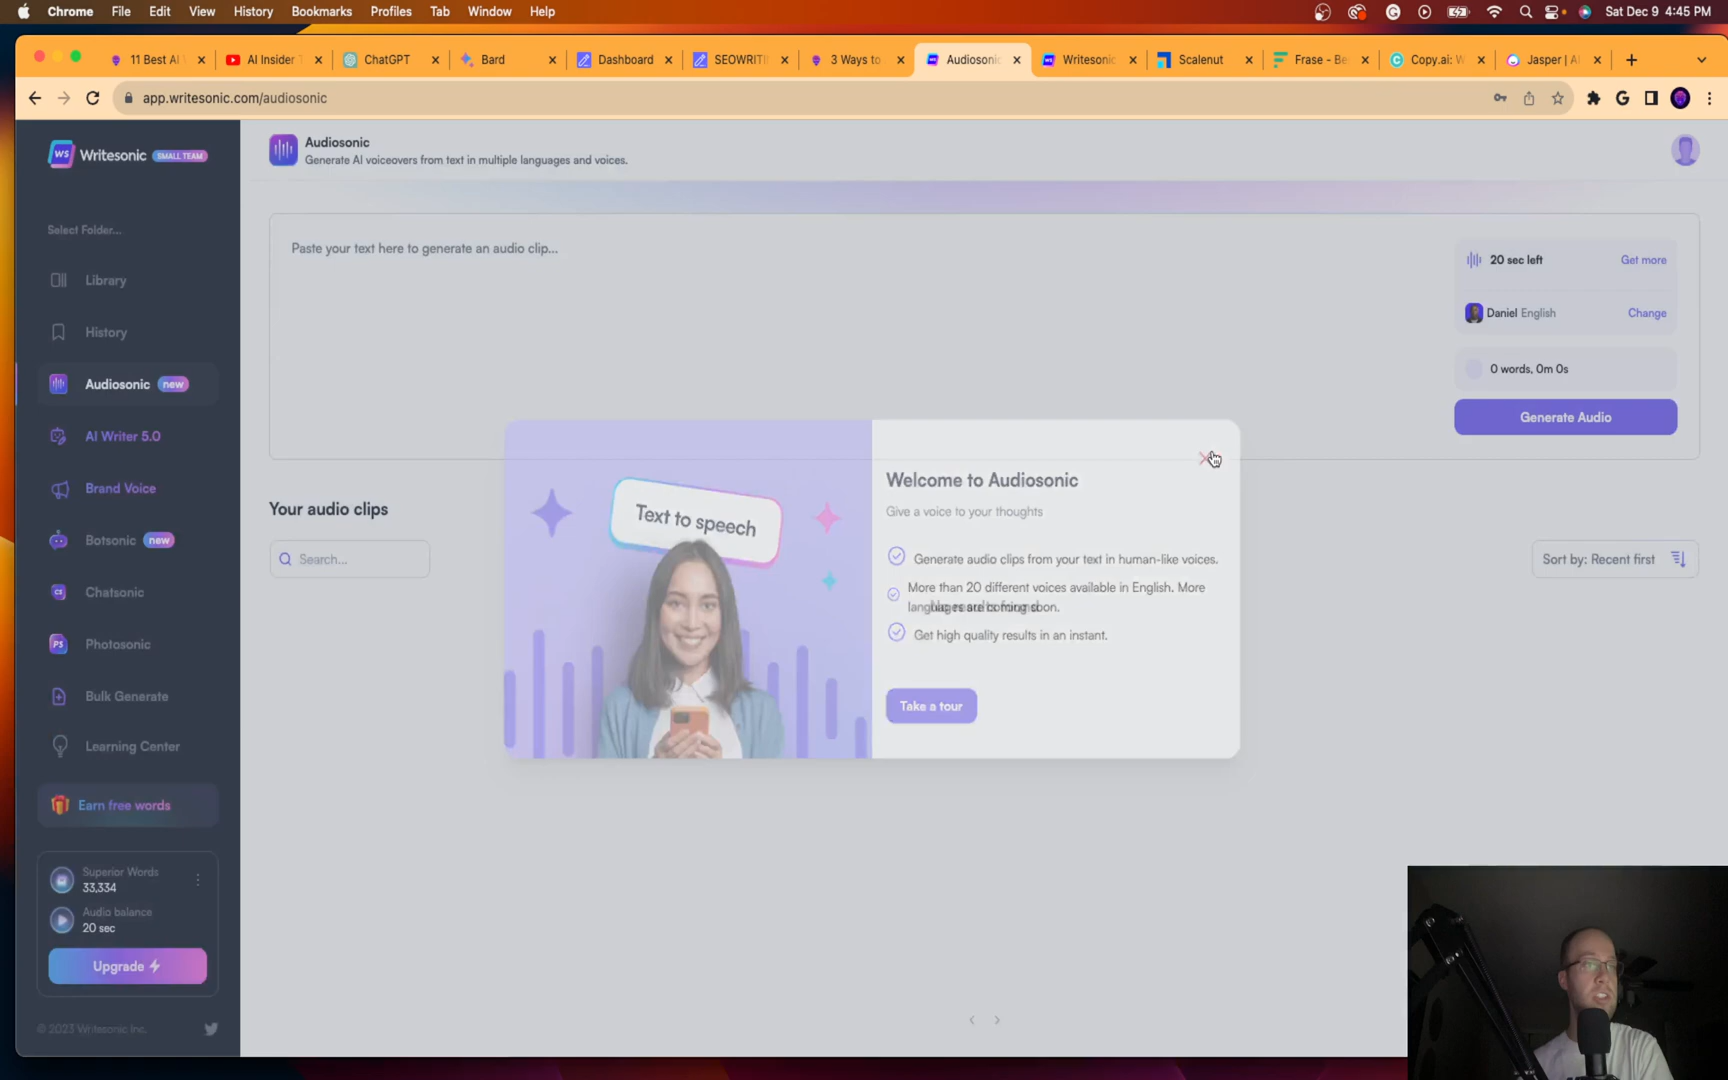 Chrome File Edit View History Bookmarks Profiles Tab Window Help
Sat Dec 9 4:45 PM
11 Best AI
AI Insider
ChatGPT
Bard
Dashboard
SEOWRITI
3 Ways to
Audiosonic
Writesonic
Scalenut
Frase - Be
Copy.ai: W
Jasper | A
app.writesonic.com/audiosonic
WS Writesonic SMALL TEAM
Select Folder...
Library
History
Audiosonic new
AI Writer 5.0
Brand Voice
Botsonic new
CS Chatsonic
PS Photosonic
Bulk Generate
Learning Center
Earn free words
Superior Words
33,334
Audio balance
20 sec
Upgrade
© 2023 Writesonic Inc.
Audiosonic
Generate AI voiceovers from text in multiple languages and voices.
Paste your text here to generate an audio clip...
20 sec left Get more
Daniel English Change
0 words, 0m 0s
Generate Audio
Your audio clips
Search...
Sort by: Recent first
Text to speech
Welcome to Audiosonic
Give a voice to your thoughts
Generate audio clips from your text in human-like voices.
More than 20 different voices available in English. More
languages are coming soon.
Get high quality results in an instant.
Take a tour